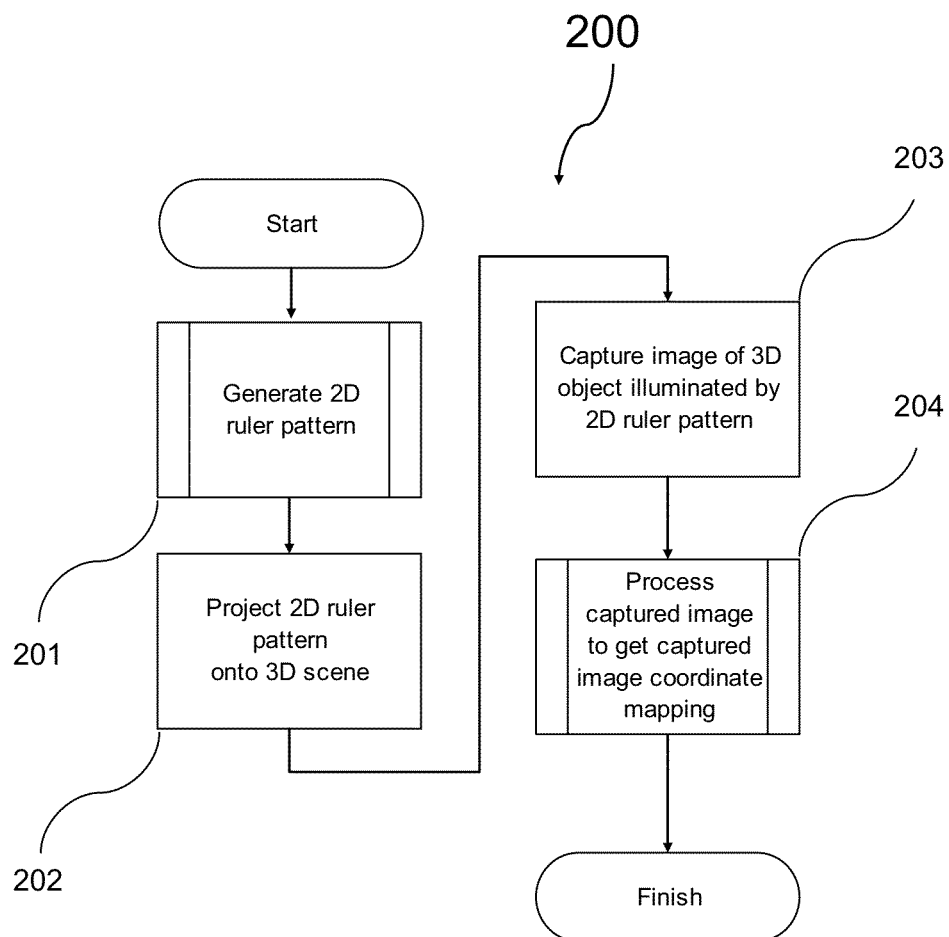 200
Start
Generate 2D
ruler pattern
201
Project 2D ruler
pattern
onto 3D scene
202
203
Capture image of 3D
object illuminated by
2D ruler pattern
204
Process
captured image
to get captured
image coordinate
mapping
Finish